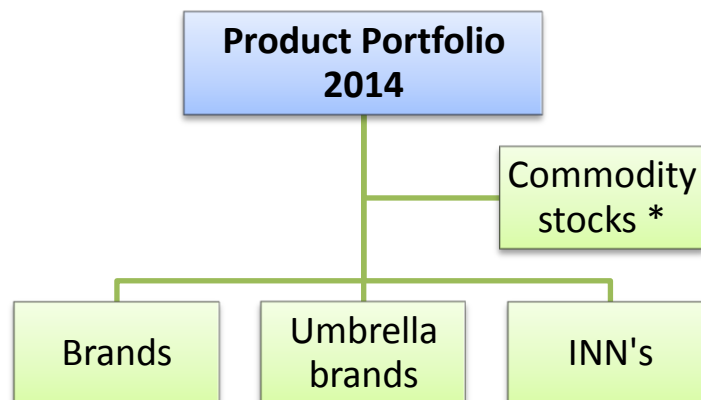 Product Portfolio
2014
Commodity
stocks *
Brands
Umbrella
brands
INN's